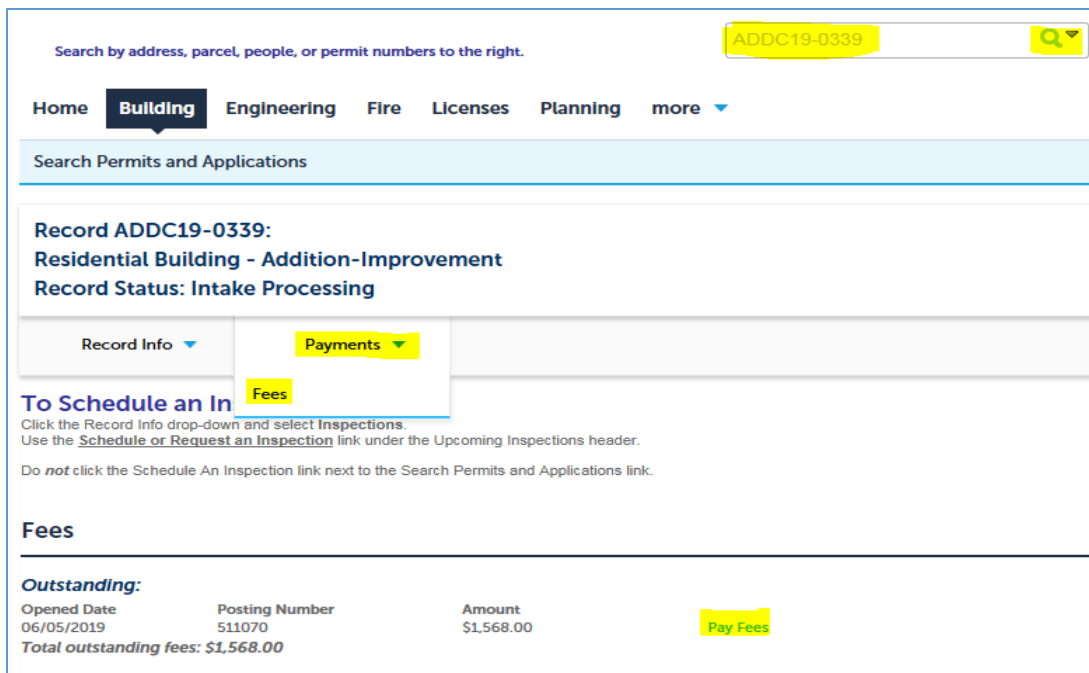 Search by address, parcel, people, or permit numbers to the right.
ADDC19-0339
Home Building Engineering Fire Licenses Planning more
Search Permits and Applications
Record ADDC19-0339:
Residential Building - Addition-Improvement
Record Status: Intake Processing
Record Info Payments
Fees
To Schedule an In
Click the Record Info drop-down and select Inspections.
Use the Schedule or Request an Inspection link under the Upcoming Inspections header.
Do not click the Schedule An Inspection link next to the Search Permits and Applications link.
Fees
Outstanding:
Opened Date Posting Number Amount
06/05/2019 511070 $1,568.00 Pay Fees
Total outstanding fees: $1,568.00